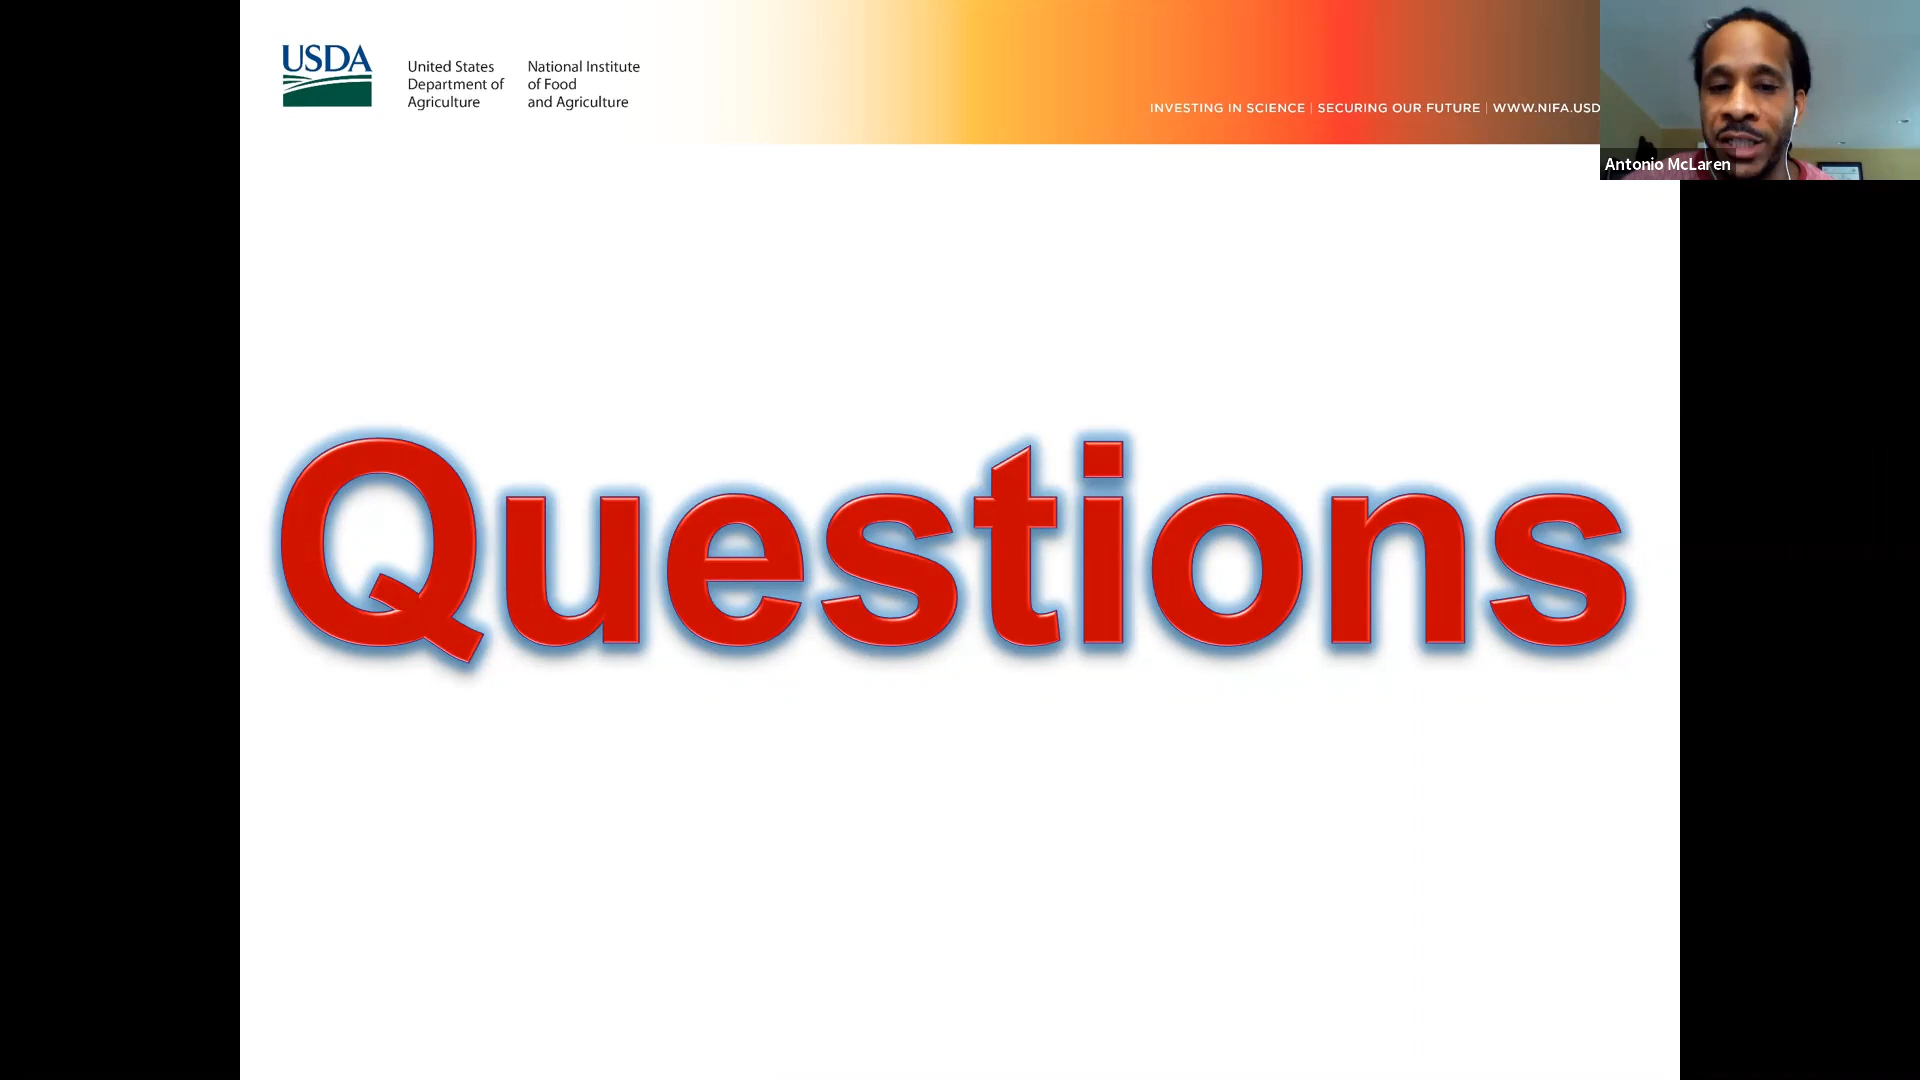 USDA
United States
Department of
Agriculture
National Institute
of Food
and Agriculture
INVESTING IN SCIENCE | SECURING OUR FUTURE | WWW.NIFA.USD
Antonio McLaren
Questions